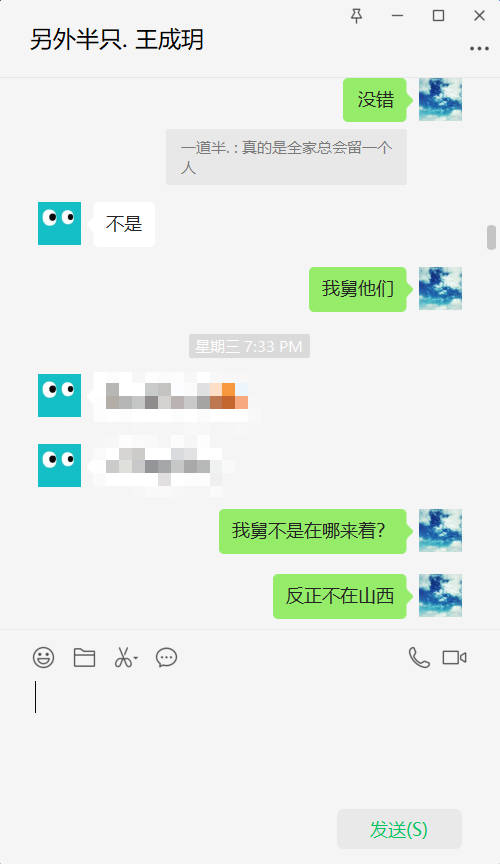 另外半只. 王成玥
没错
一道半. : 真的是全家总会留一个
人
不是
我舅他们
星期三 7:33 PM
我舅不是在哪来着?
反正不在山西
发送(S)